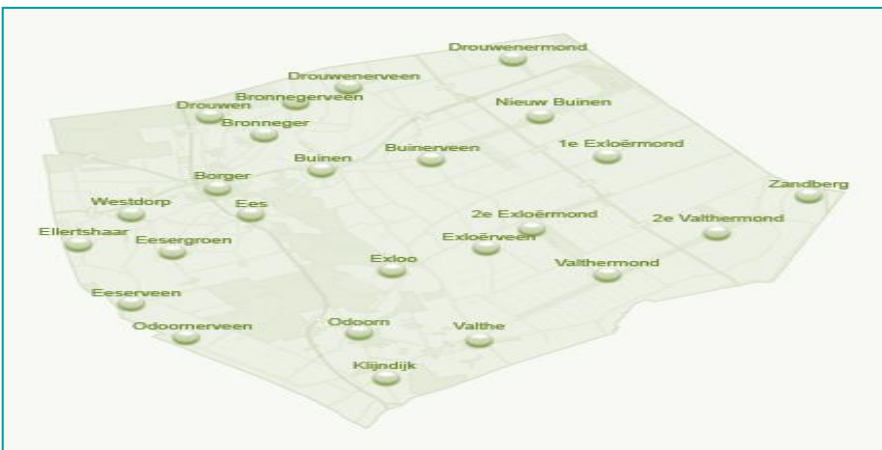 Drouwenermond
Drouwenerveen
Bronnegerveen
Nieuw Buinen
Drouwen
Bronneger
1e Exloërmond
Buinerveen
Buinen
Borger
Zandberg
Westdorp
Ees
2e Exloërmond
2e Valthermond
Ellertshaar
Eesergroen
Exloërveen
Exloo
Valthermond
Eeserveen
Odoorn
Odoornerveen
Valthe
Klijndijk